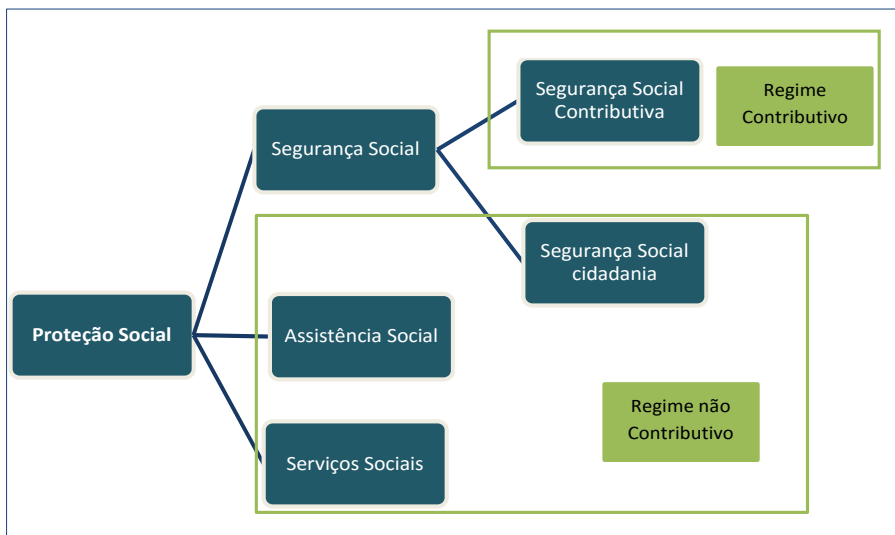 Segurança Social
Contributiva
Regime
Contributivo
Segurança Social
Segurança Social
cidadania
Proteção Social
Assistência Social
Regime não
Contributivo
Serviços Sociais